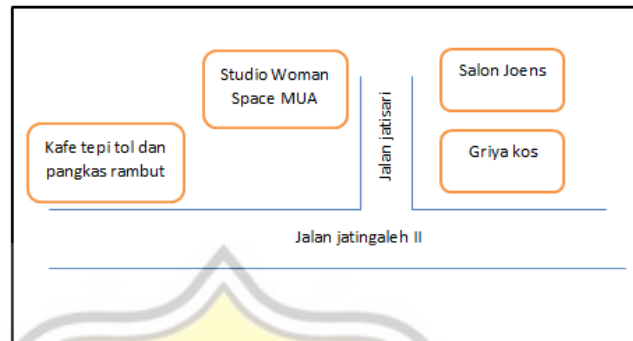 Studio Woman
Space MUA
Salon Joens
Kafe tepi tol dan
pangkas rambut
Jalan jatisari
Griya kos
Jalan jatingaleh II